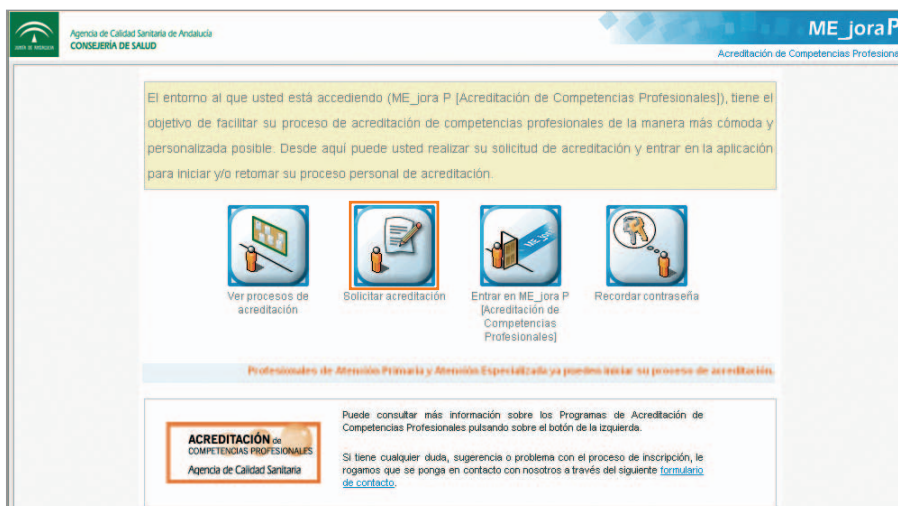 JUNTA DE ANDALUCIA
Agencia de Calidad Sanitaria de Andalucía
CONSEJERÍA DE SALUD
ME_jora P
Acreditación de Competencias Profesiona
El entorno al que usted está accediendo (ME_jora P [Acreditación de Competencias Profesionales]), tiene el
objetivo de facilitar su proceso de acreditación de competencias profesionales de la manera más cómoda y
personalizada posible. Desde aquí puede usted realizar su solicitud de acreditación y entrar en la aplicación
para iniciar y/o retomar su proceso personal de acreditación.
ME_jora
Ver procesos de
acreditación
Solicitar acreditación
Entrar en ME_jora P
[Acreditación de
Competencias
Profesionales]
Recordar contraseña
Profesionales de Atención Primaria y Atención Especializada ya pueden iniciar su proceso de acreditación.
ACREDITACIÓN de
COMPETENCIAS PROFESIONALES
Agencia de Calidad Sanitaria
Puede consultar más información sobre los Programas de Acreditación de
Competencias Profesionales pulsando sobre el botón de la izquierda.
Si tiene cualquier duda, sugerencia o problema con el proceso de inscripción, le
rogamos que se ponga en contacto con nosotros a través del siguiente formulario
de contacto.